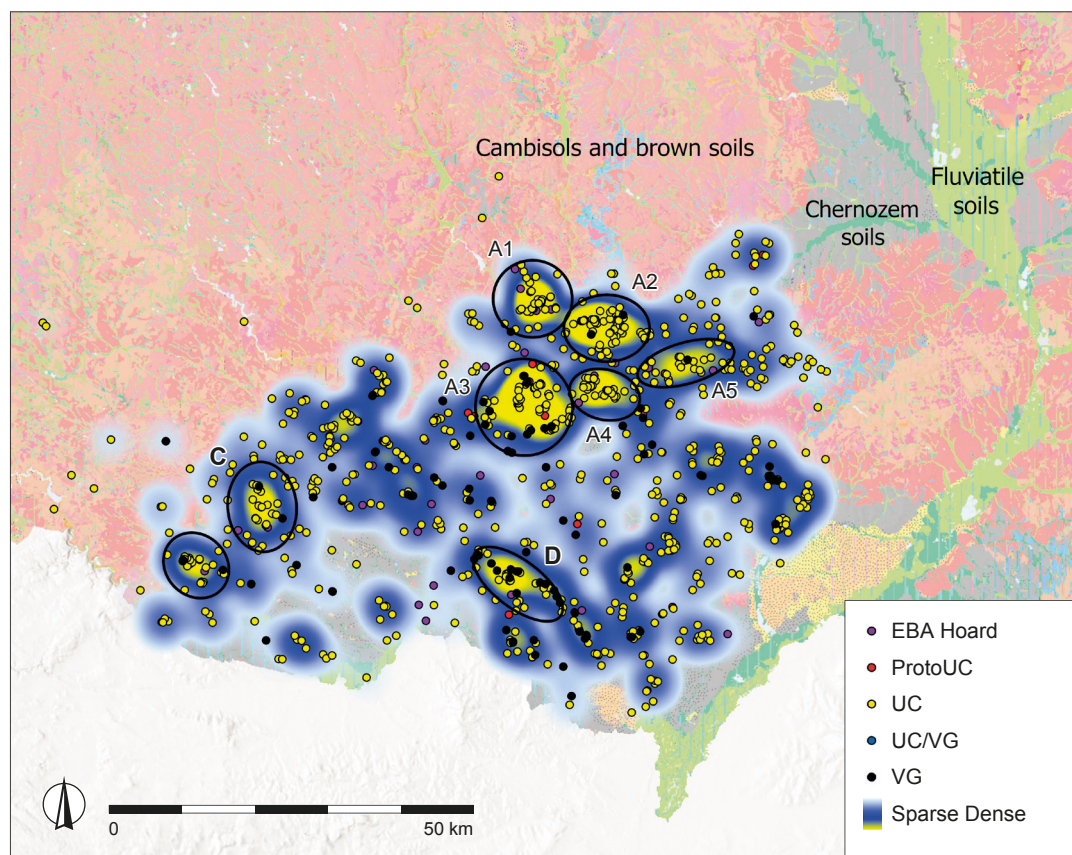 Cambisols and brown soils
Fluviatile
soils
Chernozem
soils
A1
A2
A3
A4
A5
C
D
0
50 km
EBA Hoard
ProtoUC
UC
UC/VG
VG
Sparse Dense